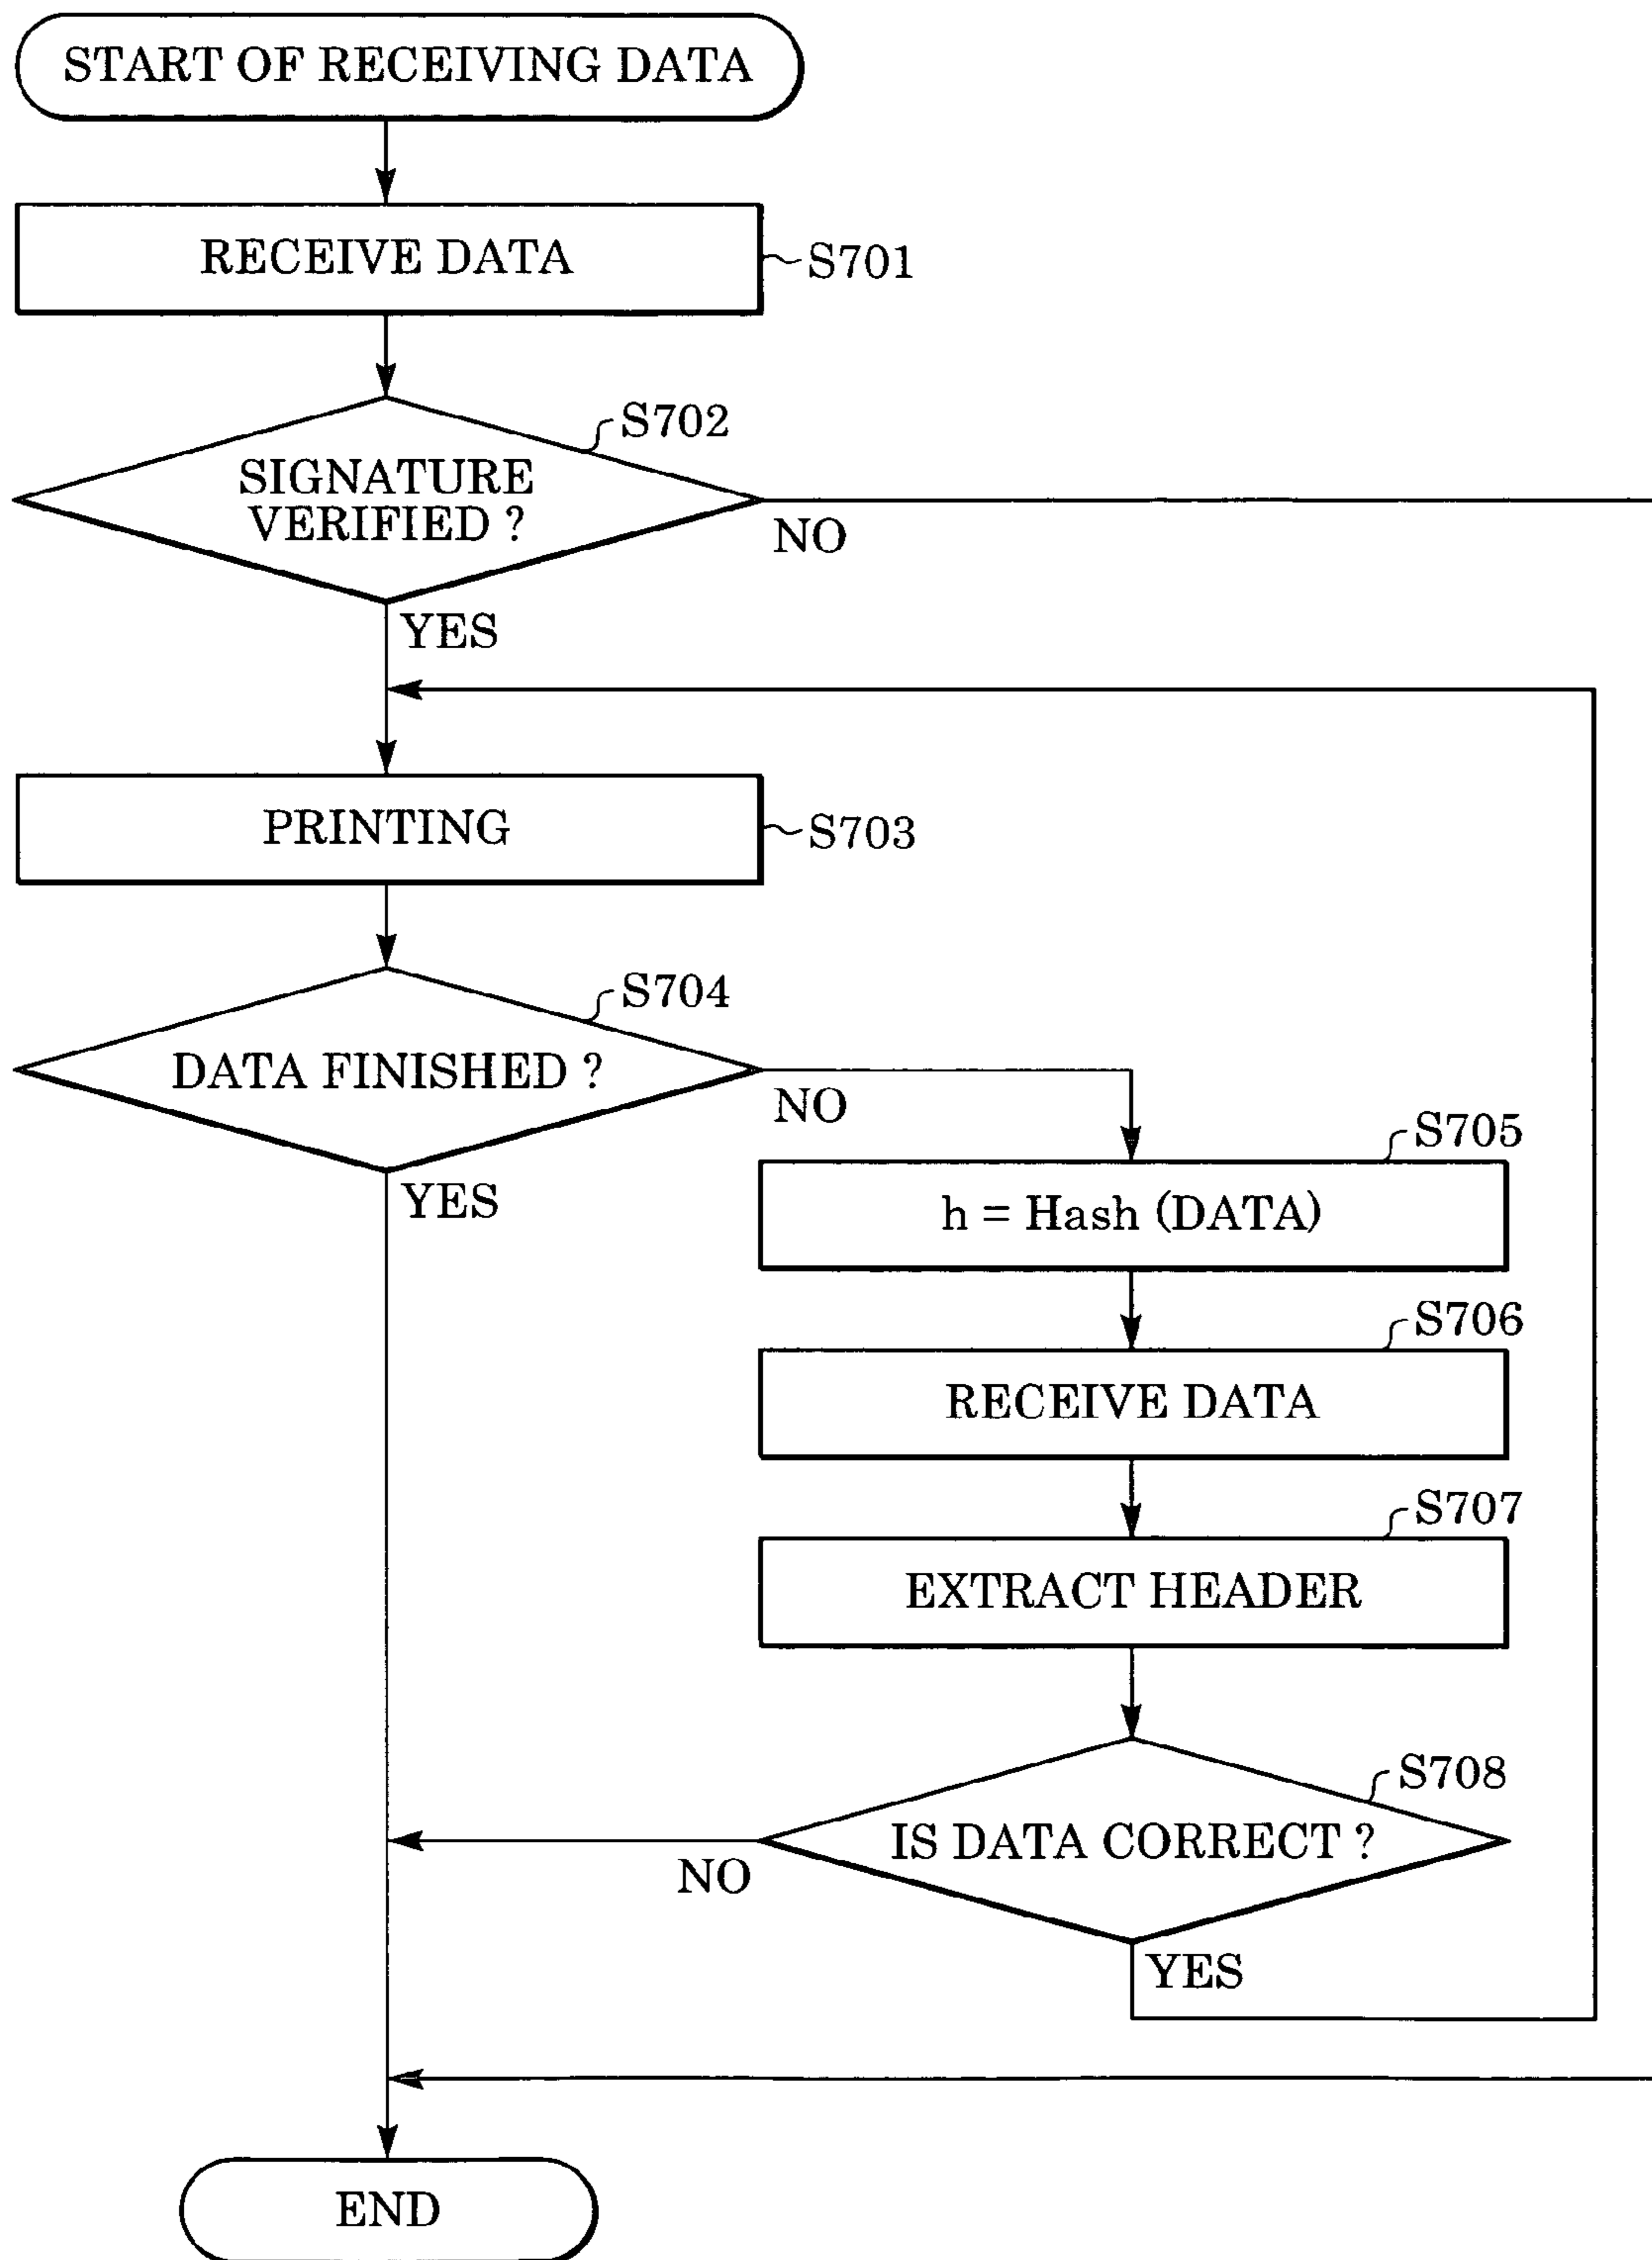 START OF RECEIVING DATA
RECEIVE DATA
S701
S702
SIGNATURE
VERIFIED ?
NO
YES
PRINTING
S703
S704
DATA FINISHED ?
NO
YES
S705
h = Hash (DATA)
S706
RECEIVE DATA
S707
EXTRACT HEADER
S708
IS DATA CORRECT ?
NO
YES
END